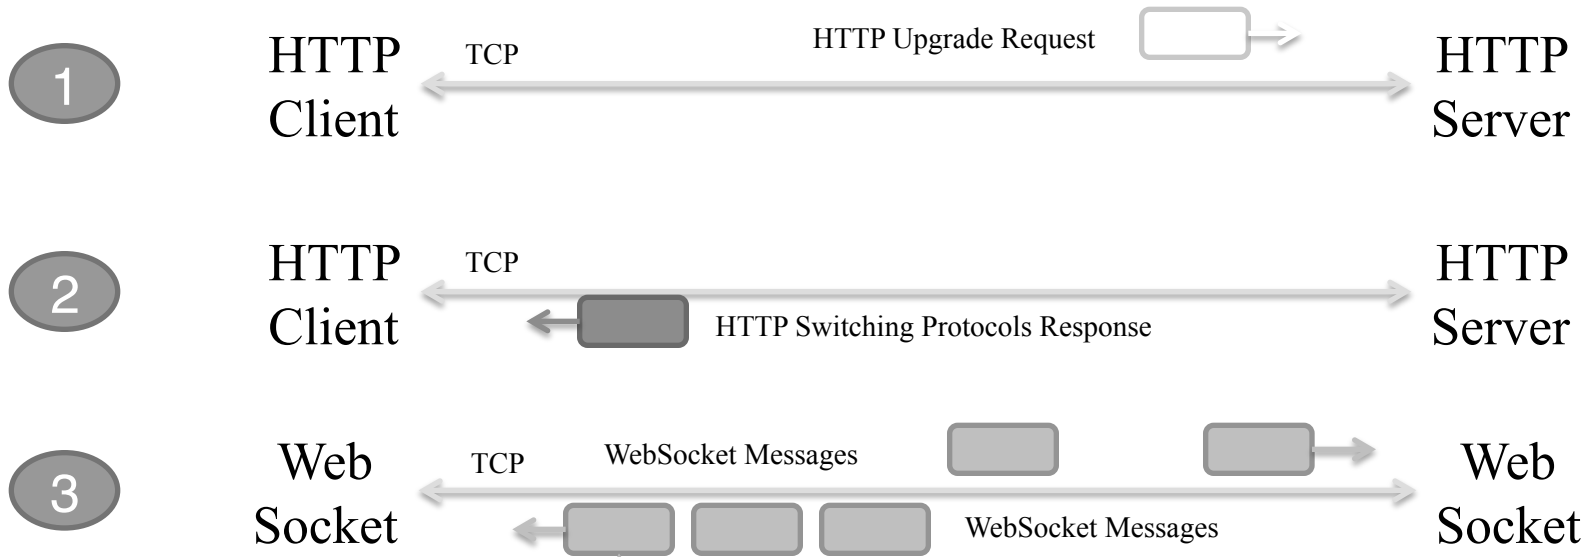 1
HTTP
Client
TCP
HTTP Upgrade Request
HTTP
Server
2
HTTP
Client
TCP
HTTP Switching Protocols Response
HTTP
Server
3
Web
Socket
TCP
WebSocket Messages
WebSocket Messages
Web
Socket